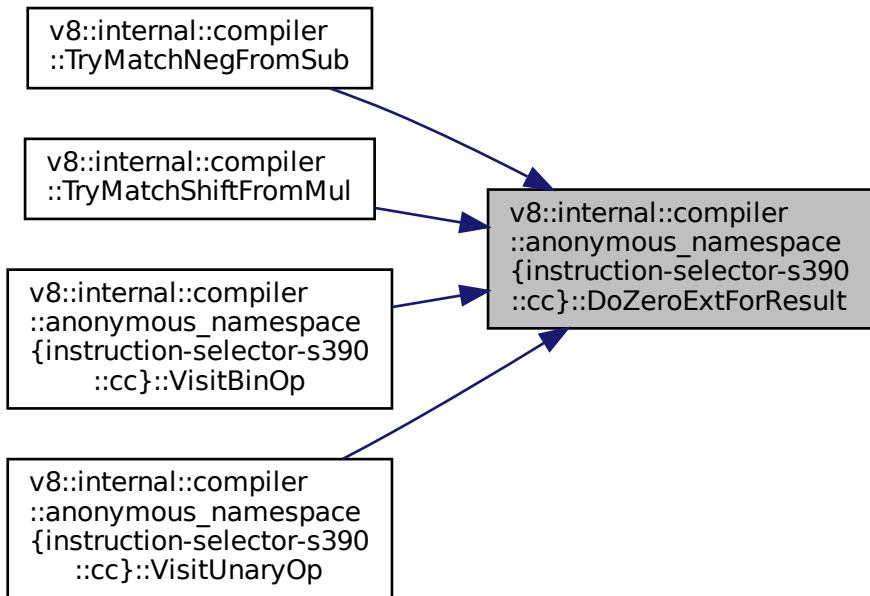 v8::internal::compiler
::TryMatchNegFromSub
v8::internal::compiler
::TryMatchShiftFromMul
v8::internal::compiler
::anonymous_namespace
{instruction-selector-s390
::cc}::DoZeroExtForResult
v8::internal::compiler
::anonymous_namespace
{instruction-selector-s390
::cc}::VisitBinOp
v8::internal::compiler
::anonymous_namespace
{instruction-selector-s390
::cc}::VisitUnaryOp